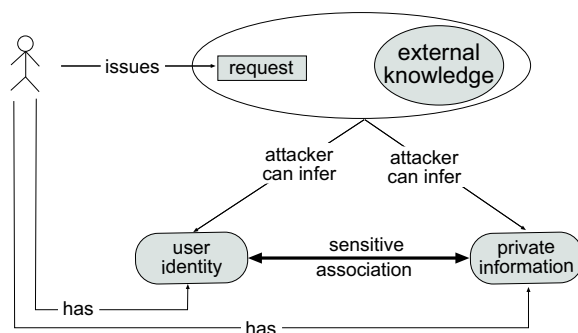 external
knowledge
issues
request
attacker
can infer
attacker
can infer
user
identity
sensitive
association
private
information
has
has